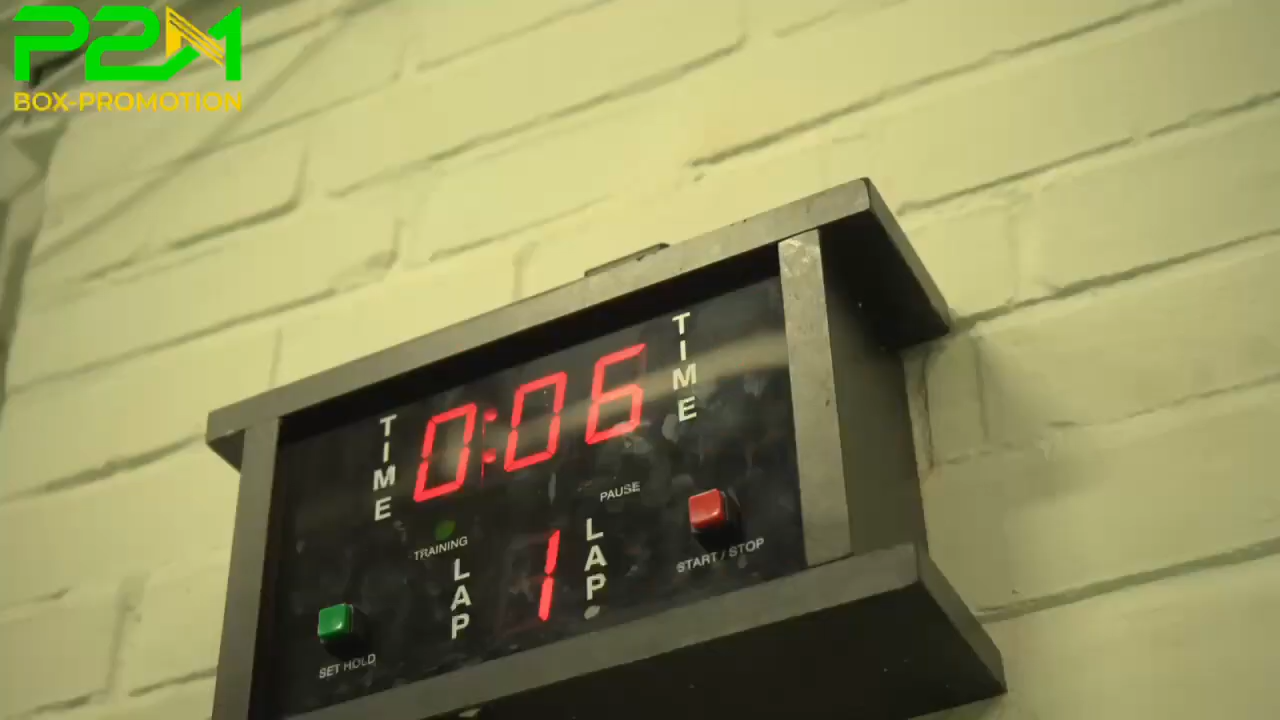 P2M
BOX-PROMOTION
TIME
0:06
TIME
PAUSE
TRAINING
LAP
1
LAP
START / STOP
SET HOLD